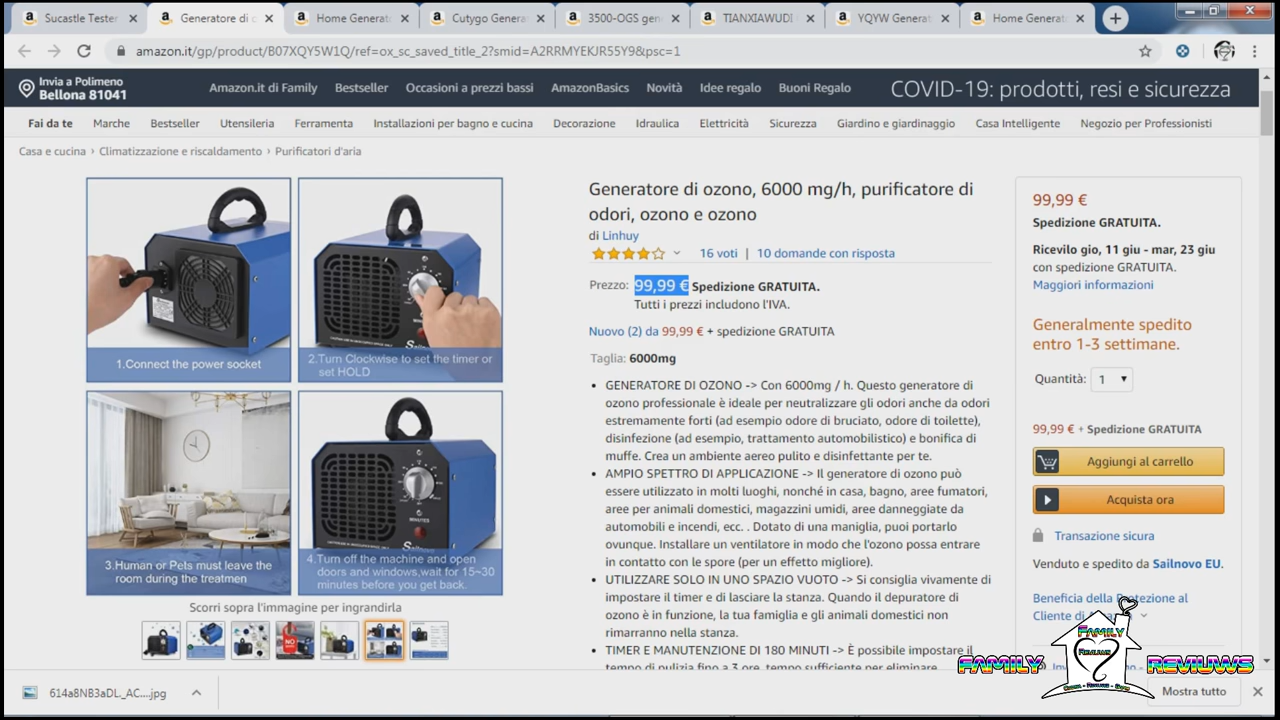 Sucastle Tester
Generatore di o
Home Generat
Cutygo Genera
3500-OGS gen
TIANXIAWUDI
YQYW Generat
Home Generat
amazon.it/gp/product/B07XQY5W1Q/ref=ox_sc_saved_title_2?smid=A2RRMYEKJR55Y9&psc=1
Invia a Polimeno
Bellona 81041
Amazon.it di Family
Bestseller
Occasioni a prezzi bassi
AmazonBasics
Novità
Idee regalo
Buoni Regalo
COVID-19: prodotti, resi e sicurezza
Fai da te
Marche
Bestseller
Utensileria
Ferramenta
Installazioni per bagno e cucina
Decorazione
Idraulica
Elettricità
Sicurezza
Giardino e giardinaggio
Casa Intelligente
Negozio per Professionisti
Casa e cucina › Climatizzazione e riscaldamento › Purificatori d'aria
1.Connect the power socket
2.Turn Clockwise to set the timer or
set HOLD
3.Human or Pets must leave the
room during the treatmen
MINUTES
Sailnovo
4.Turn off the machine and open
doors and windows,wait for 15~30
minutes before you get back.
Scorri sopra l'immagine per ingrandirla
NO
Generatore di ozono, 6000 mg/h, purificatore di
odori, ozono e ozono
di Linhuy
16 voti | 10 domande con risposta
Prezzo: 99,99 € Spedizione GRATUITA.
Tutti i prezzi includono l'IVA.
Nuovo (2) da 99,99 € + spedizione GRATUITA
Taglia: 6000mg
• GENERATORE DI OZONO -> Con 6000mg / h. Questo generatore di
ozono professionale è ideale per neutralizzare gli odori anche da odori
estremamente forti (ad esempio odore di bruciato, odore di toilette),
disinfezione (ad esempio, trattamento automobilistico) e bonifica di
muffe. Crea un ambiente aereo pulito e disinfettante per te.
• AMPIO SPETTRO DI APPLICAZIONE -> Il generatore di ozono può
essere utilizzato in molti luoghi, nonché in casa, bagno, aree fumatori,
aree per animali domestici, magazzini umidi, aree danneggiate da
automobili e incendi, ecc. . Dotato di una maniglia, puoi portarlo
ovunque. Installare un ventilatore in modo che l'ozono possa entrare
in contatto con le spore (per un effetto migliore).
• UTILIZZARE SOLO IN UNO SPAZIO VUOTO -> Si consiglia vivamente di
impostare il timer e di lasciare la stanza. Quando il depuratore di
ozono è in funzione, la tua famiglia e gli animali domestici non
rimarranno nella stanza.
• TIMER E MANUTENZIONE DI 180 MINUTI -> È possibile impostare il
tempo di pulizia fino a 3 ore, tempo sufficiente per eliminare
99,99 €
Spedizione GRATUITA.
Ricevilo gio, 11 giu - mar, 23 giu
con spedizione GRATUITA.
Maggiori informazioni
Generalmente spedito
entro 1-3 settimane.
Quantità: 1
99,99 € + Spedizione GRATUITA
Aggiungi al carrello
Acquista ora
Transazione sicura
Venduto e spedito da Sailnovo EU.
Beneficia della Protezione al
Cliente di
FAMILY
REVIUWS
FAMILY REVIUWS
614a8NB3aDL._AC....jpg
Mostra tutto